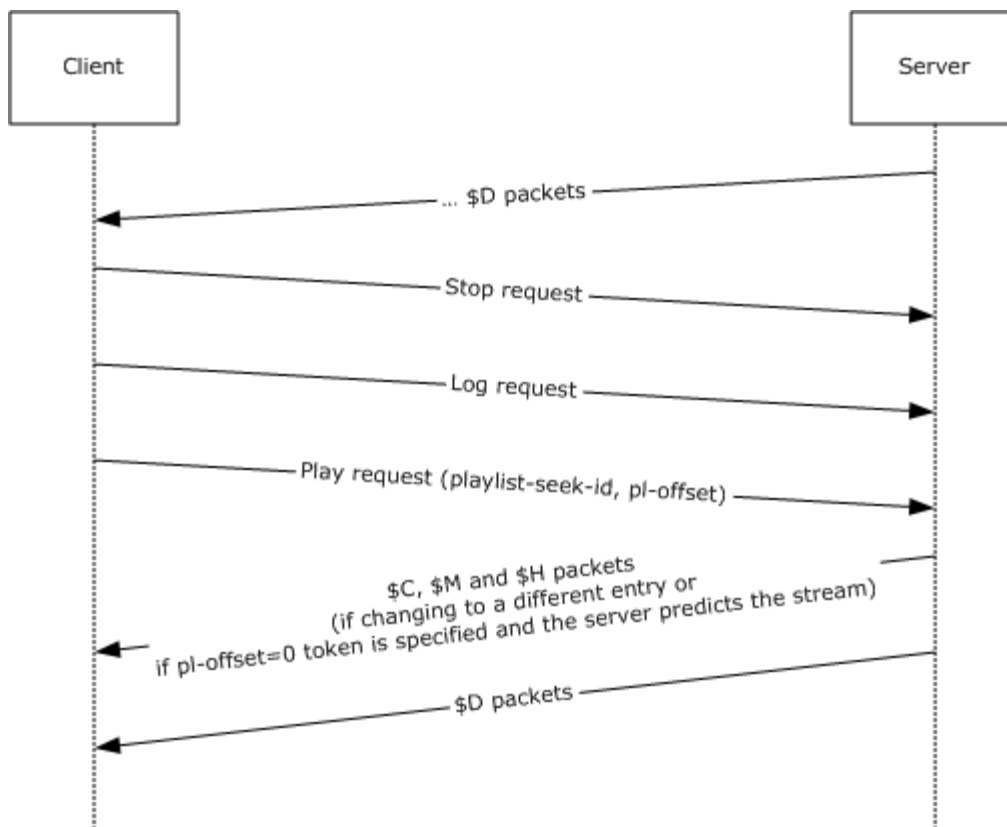 Client
Server
... $D packets
Stop request
Log request
Play request (playlist-seek-id, pl-offset)
$C, $M and $H packets
(if changing to a different entry or
if pl-offset=0 token is specified and the server predicts the stream)
$D packets